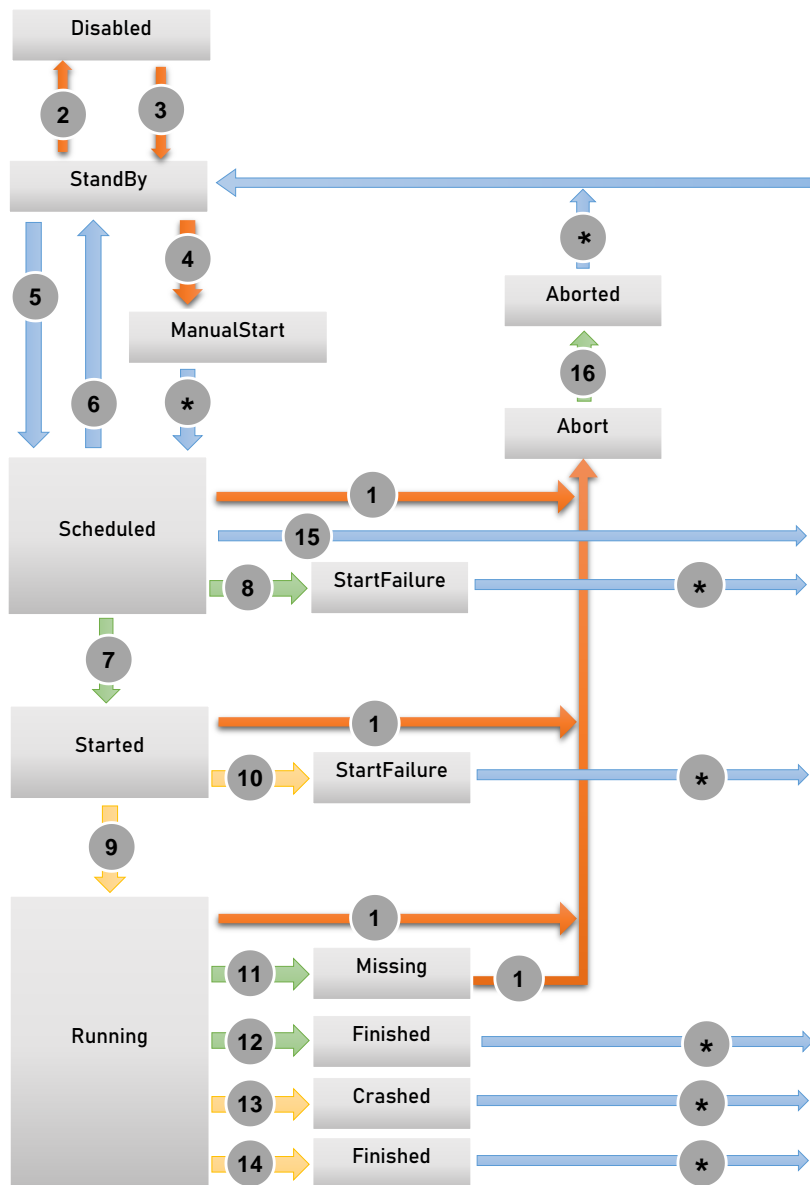 Disabled
2
3
StandBy
*
4
5
Aborted
ManualStart
16
6
*
Abort
1
Scheduled
15
8
StartFailure
*
7
1
Started
10
StartFailure
*
9
1
11
Missing
1
Running
12
Finished
*
13
Crashed
*
14
Finished
*